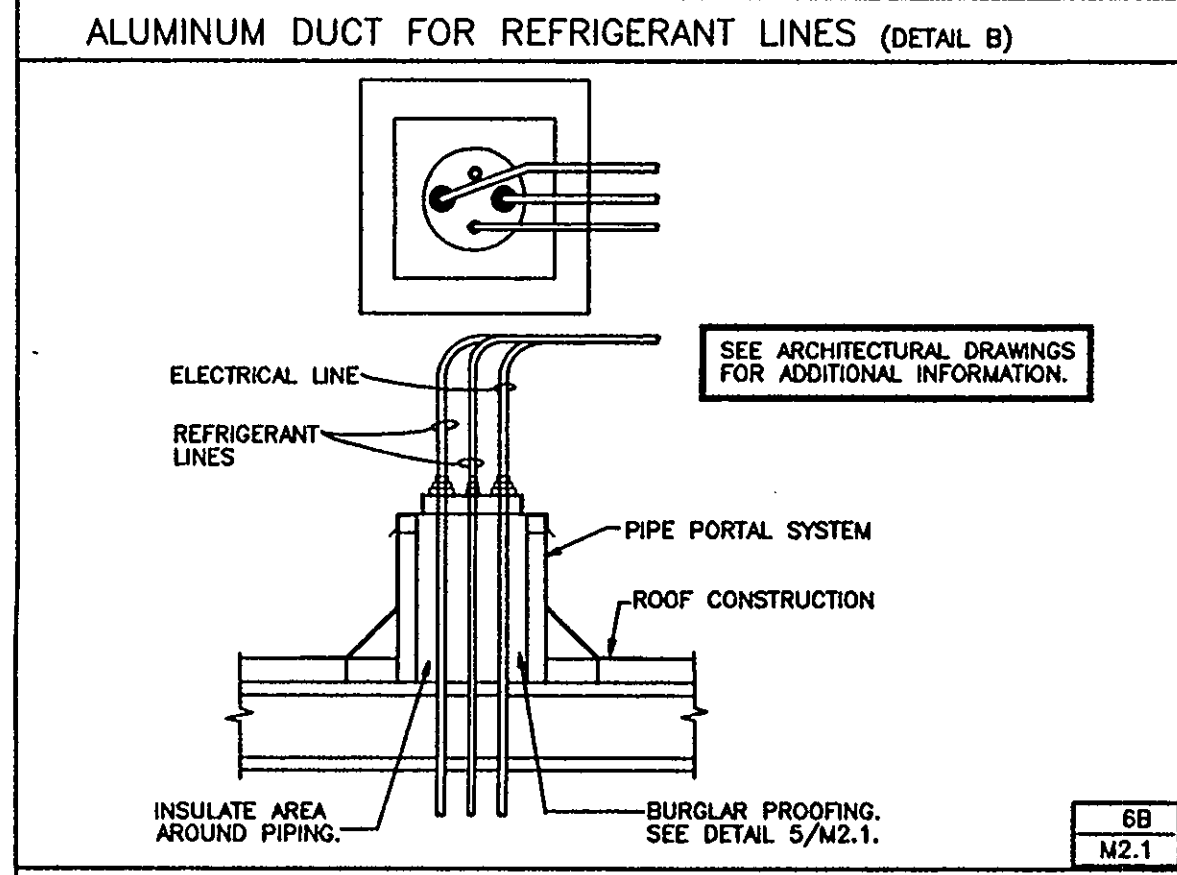 ALUMINUM DUCT FOR REFRIGERANT LINES (DETAIL B)
SEE ARCHITECTURAL DRAWINGS
FOR ADDITIONAL INFORMATION.
ELECTRICAL LINE
REFRIGERANT
LINES
PIPE PORTAL SYSTEM
ROOF CONSTRUCTION
INSULATE AREA
AROUND PIPING.
BURGLAR PROOFING.
SEE DETAIL 5/M2.1.
6B
M2.1